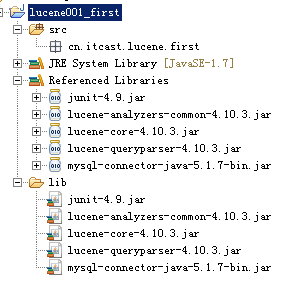 lucene001_first
src
cn.itcast.lucene.first
JRE System Library [JavaSE-1.7]
Referenced Libraries
junit-4.9.jar
lucene-analyzers-common-4.10.3.jar
lucene-core-4.10.3.jar
lucene-queryparser-4.10.3.jar
mysql-connector-java-5.1.7-bin.jar
lib
junit-4.9.jar
lucene-analyzers-common-4.10.3.jar
lucene-core-4.10.3.jar
lucene-queryparser-4.10.3.jar
mysql-connector-java-5.1.7-bin.jar